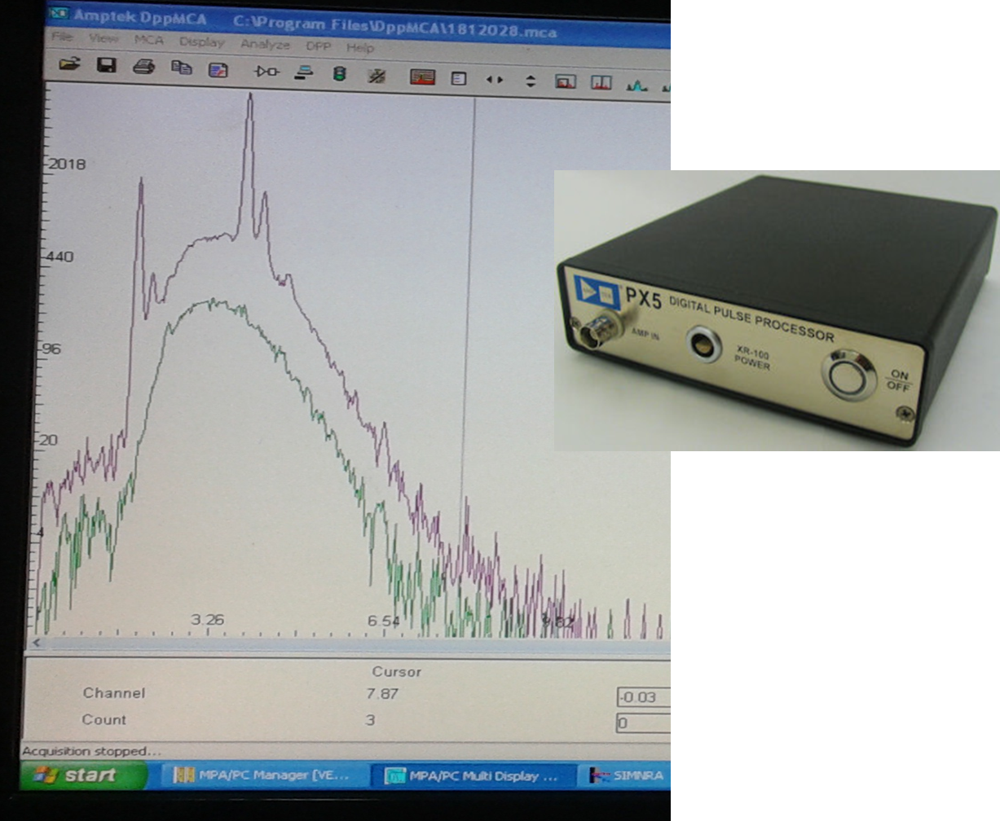 Amptek DppMCA C:\Program Files\DppMCA\1812028.mca
File View MCA Display Analyze DPP Help
2018
440
96
20
4
3.26 6.54 9.82
Cursor
Channel 7.87 -0.03
Count 3 0
Acquisition stopped...
start MPA/PC Manager [VE... MPA/PC Multi Display ... SIMNRA
PX5 DIGITAL PULSE PROCESSOR
AMP IN
XR-100
POWER
ON
OFF